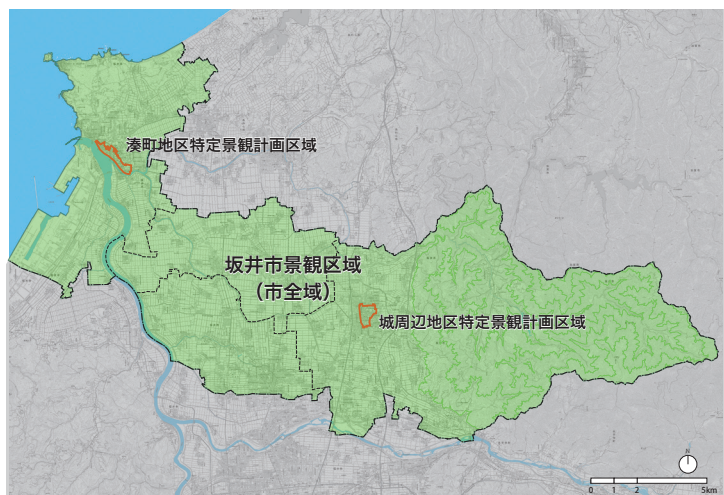 湊町地区特定景観計画区域
坂井市景観区域
（市全域）
城周辺地区特定景観計画区域
N
0 1 2 5km